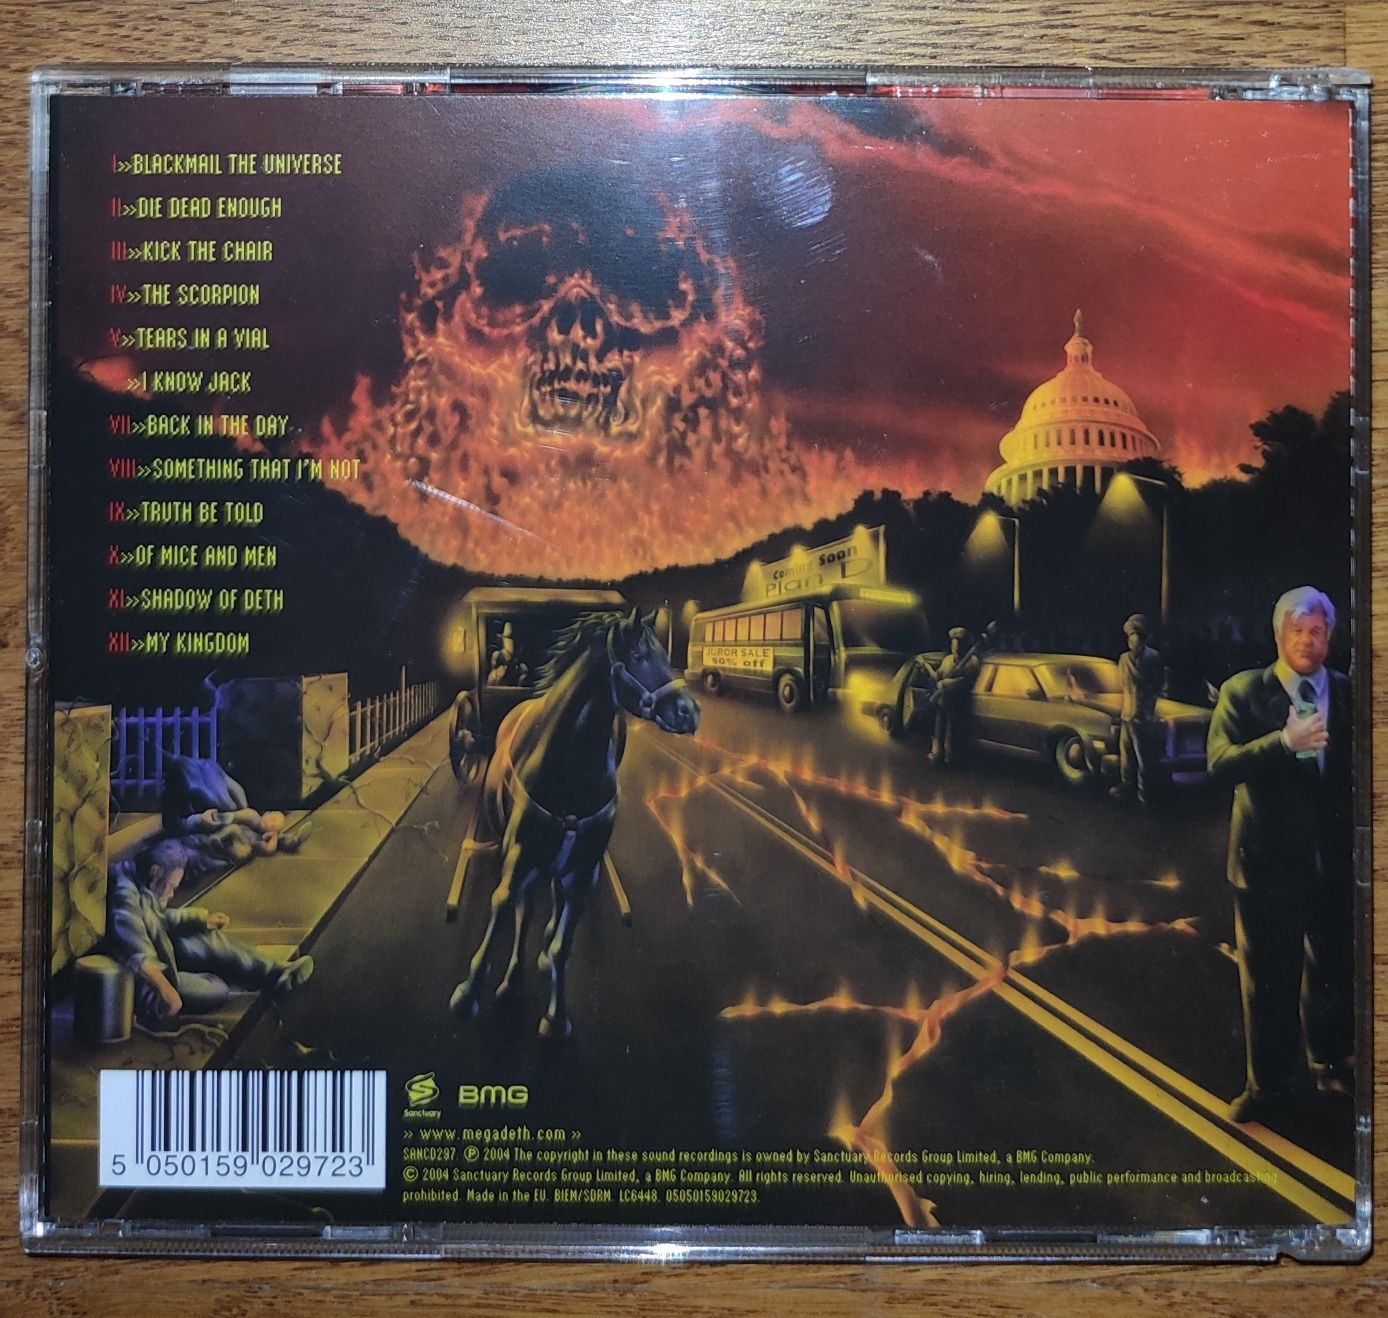 I»BLACKMAIL THE UNIVERSE
II»DIE DEAD ENOUGH
III»KICK THE CHAIR
IV»THE SCORPION
V»TEARS IN A VIAL
»I KNOW JACK
VII»BACK IN THE DAY
VIII»SOMETHING THAT I'M NOT
IX»TRUTH BE TOLD
X»OF MICE AND MEN
XI»SHADOW OF DETH
XII»MY KINGDOM
Coming Soon
Plan D
JUROR SALE
50% off
5 050159 029723
Sanctuary
BMG
» www.megadeth.com »
SANCD297. ℗ 2004 The copyright in these sound recordings is owned by Sanctuary Records Group Limited, a BMG Company.
© 2004 Sanctuary Records Group Limited, a BMG Company. All rights reserved. Unauthorised copying, hiring, lending, public performance and broadcasting
prohibited. Made in the EU. BIEM/SDRM. LC6448. 05050159029723.